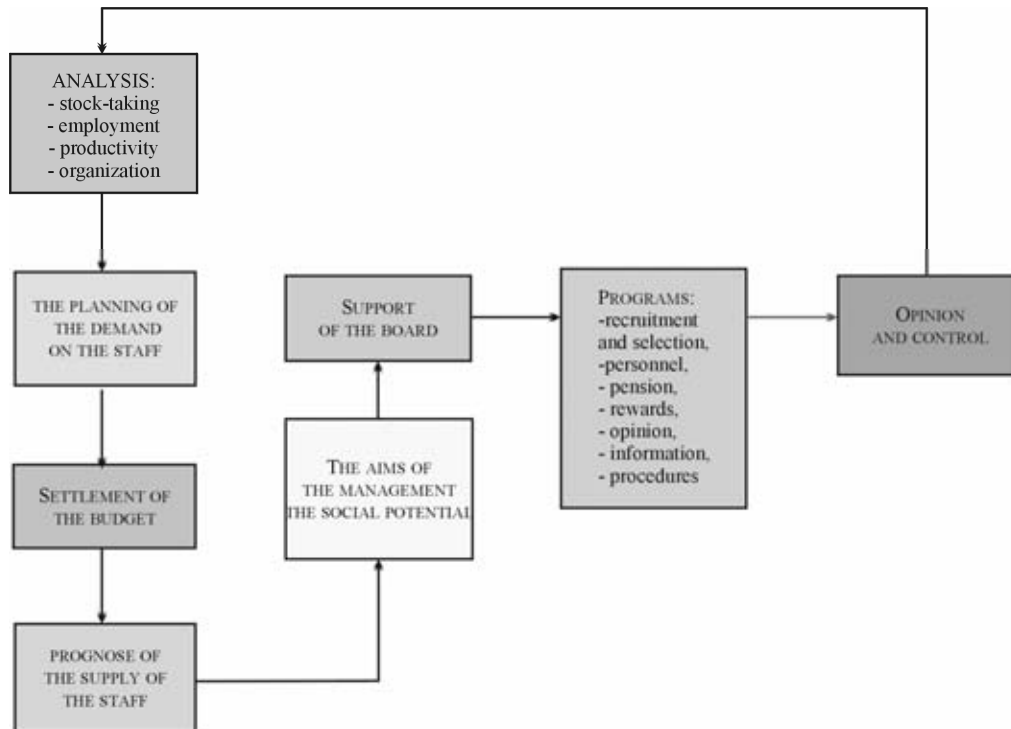 ANALYSIS:
- stock-taking
- employment
- productivity
- organization
THE PLANNING OF
THE DEMAND
ON THE STAFF
SETTLEMENT OF
THE BUDGET
PROGNOSE OF
THE SUPPLY OF
THE STAFF
THE AIMS OF
THE MANAGEMENT
THE SOCIAL POTENTIAL
SUPPORT
OF THE BOARD
PROGRAMS:
-recruitment
and selection,
-personnel,
- pension,
- rewards,
- opinion,
- information,
- procedures
OPINION
AND CONTROL